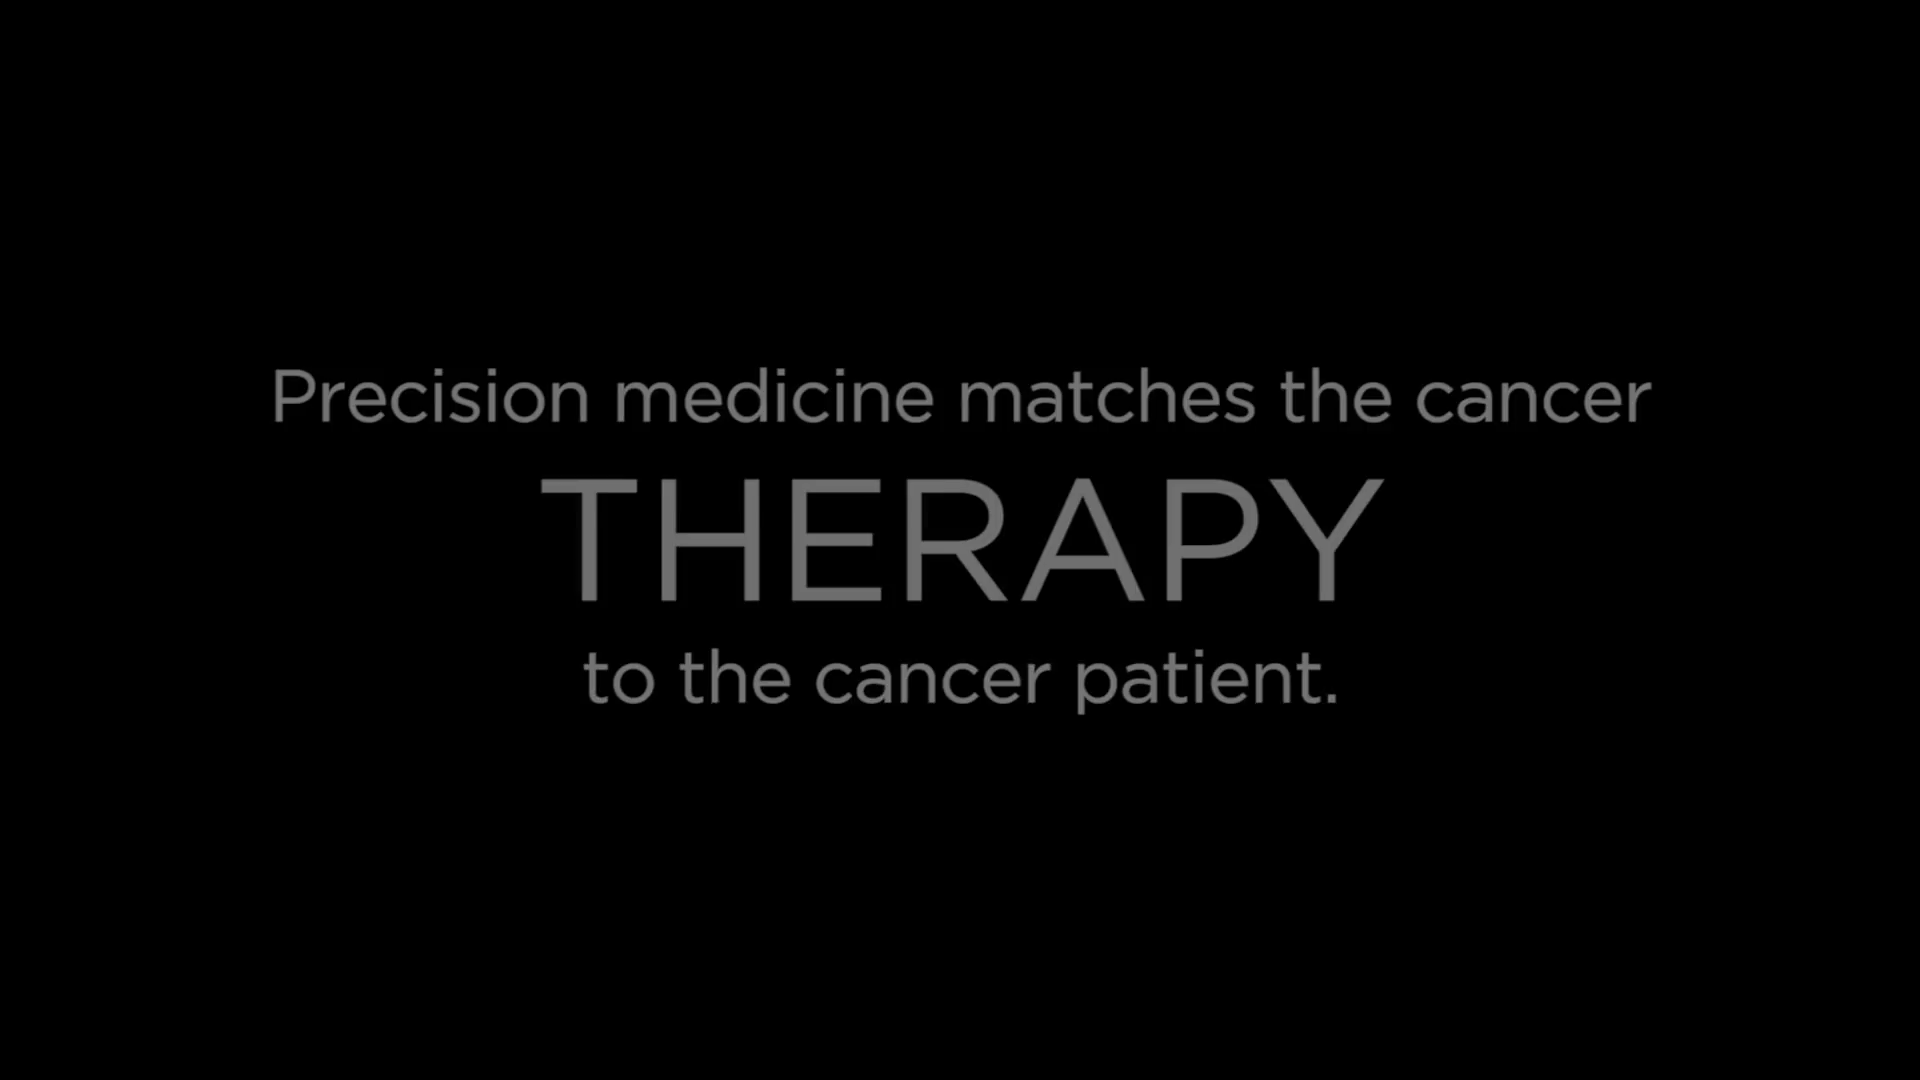 Precision medicine matches the cancer
THERAPY
to the cancer patient.